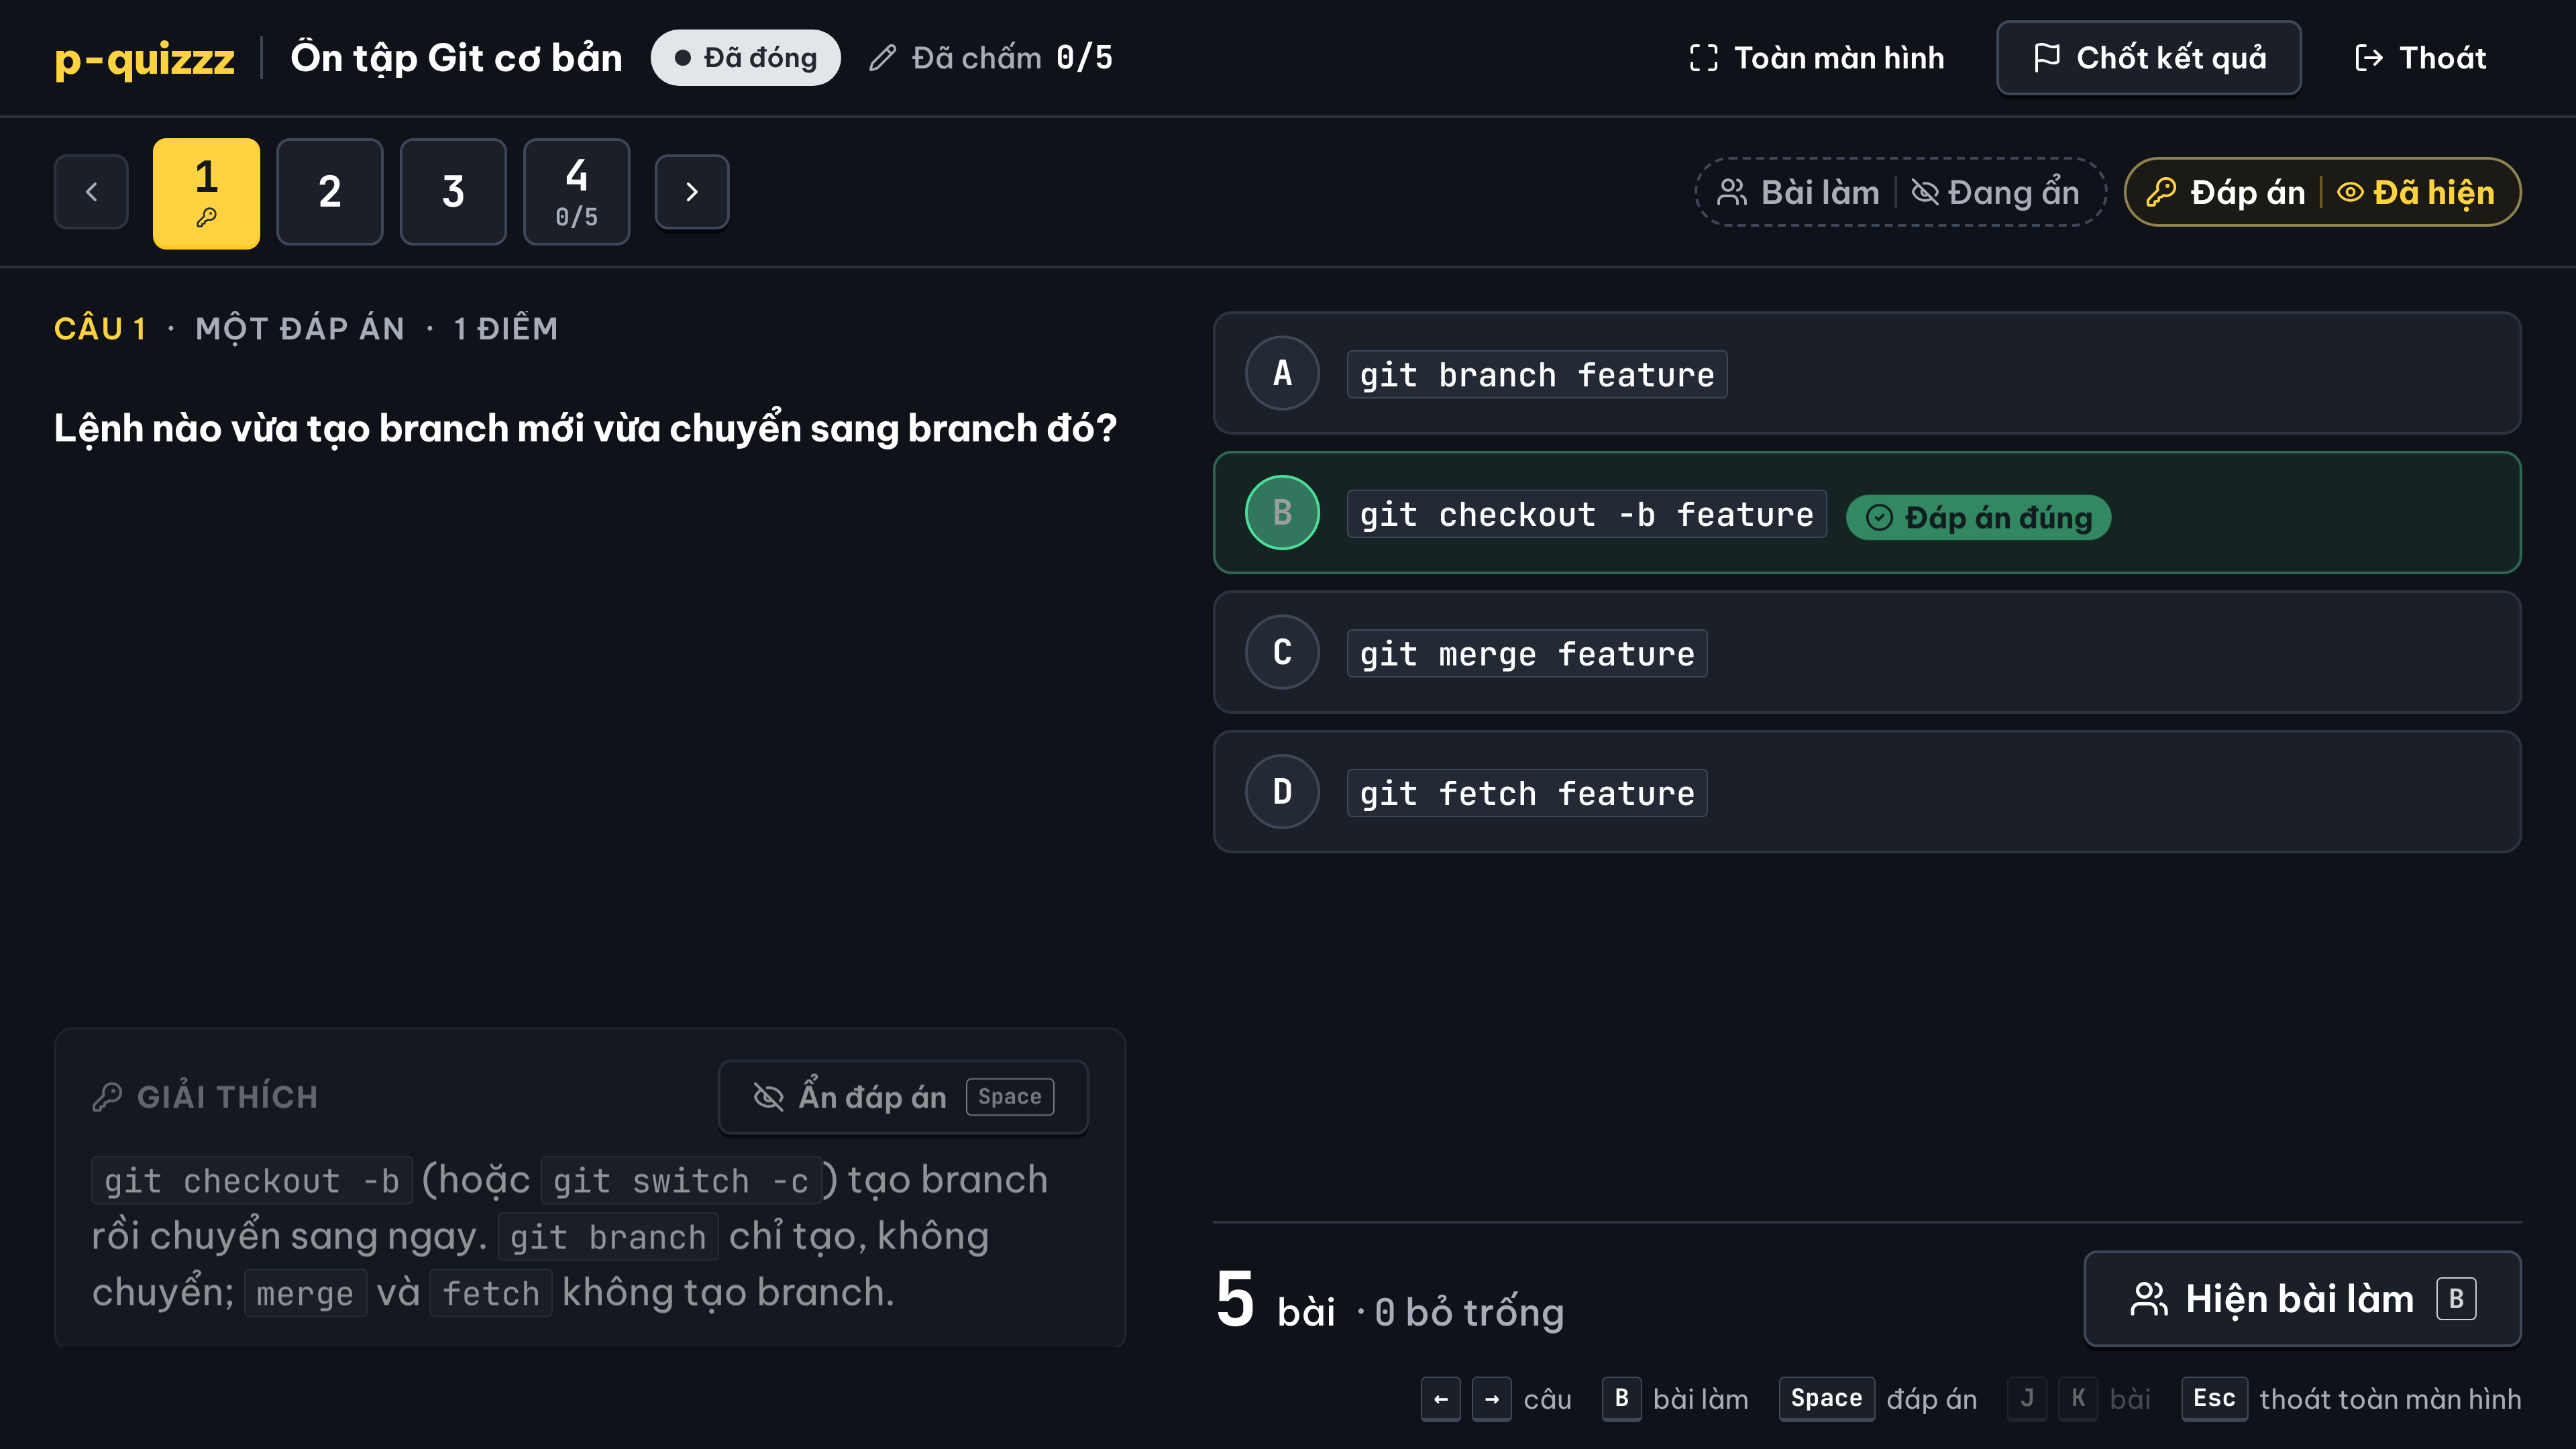 p-quizzz
Ôn tập Git cơ bản
Đã đóng
Đã chấm 0/5
Toàn màn hình
Chốt kết quả
Thoát
1
2
3
4
0/5
Bài làm
Đang ẩn
Đáp án
Đã hiện
CÂU 1 · MỘT ĐÁP ÁN · 1 ĐIỂM
Lệnh nào vừa tạo branch mới vừa chuyển sang branch đó?
A git branch feature
B git checkout -b feature Đáp án đúng
C git merge feature
D git fetch feature
GIẢI THÍCH
Ẩn đáp án Space
git checkout -b (hoặc git switch -c) tạo branch
rồi chuyển sang ngay. git branch chỉ tạo, không
chuyển; merge và fetch không tạo branch.
5 bài · 0 bỏ trống
Hiện bài làm B
← → câu B bài làm Space đáp án J K bài Esc thoát toàn màn hình